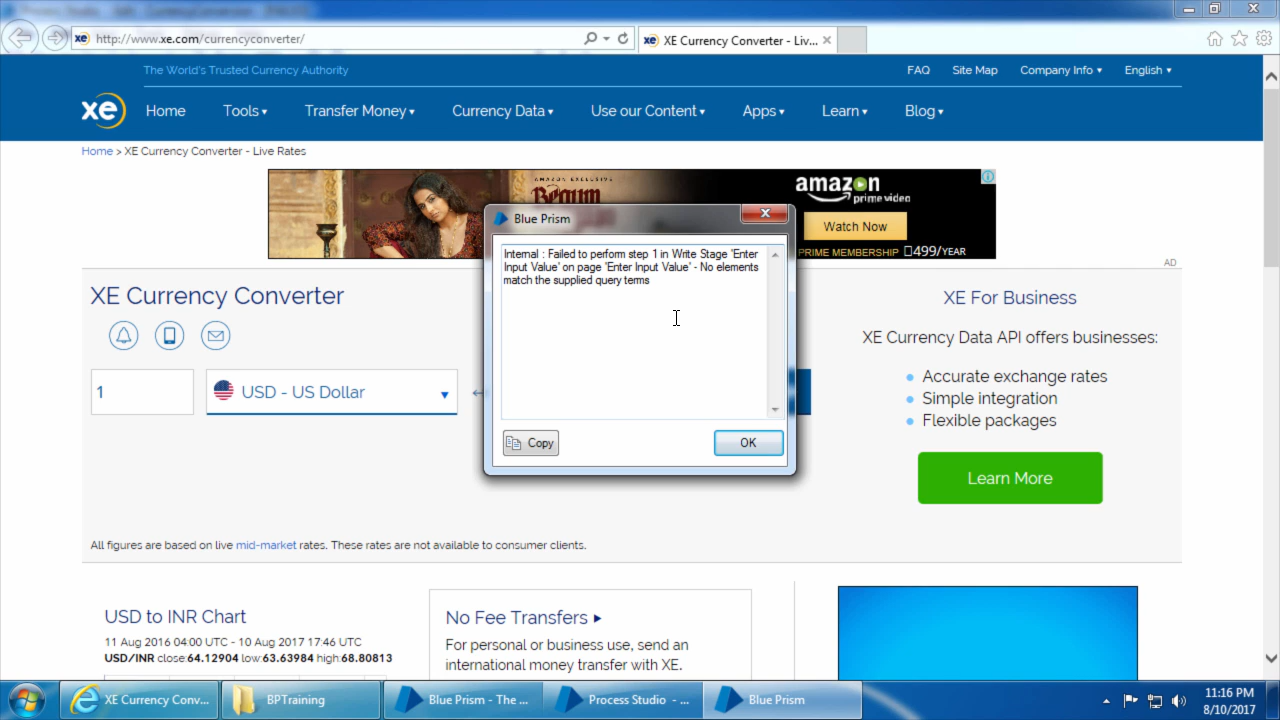 http://www.xe.com/currencyconverter/
XE Currency Converter - Liv...
The World's Trusted Currency Authority
FAQ
Site Map
Company Info
English
xe
Home
Tools
Transfer Money
Currency Data
Use our Content
Apps
Learn
Blog
Home > XE Currency Converter - Live Rates
AMAZON EXCLUSIVE
Begum
amazon
prime video
Watch Now
PRIME MEMBERSHIP 499/YEAR
AD
Blue Prism
Internal : Failed to perform step 1 in Write Stage 'Enter
Input Value' on page 'Enter Input Value' - No elements
match the supplied query terms
Copy
OK
XE Currency Converter
1
USD - US Dollar
XE For Business
XE Currency Data API offers businesses:
Accurate exchange rates
Simple integration
Flexible packages
Learn More
All figures are based on live mid-market rates. These rates are not available to consumer clients.
USD to INR Chart
11 Aug 2016 04:00 UTC - 10 Aug 2017 17:46 UTC
USD/INR close:64.12904 low:63.63984 high:68.80813
No Fee Transfers
For personal or business use, send an
international money transfer with XE.
XE Currency Conv...
BPTraining
Blue Prism - The ...
Process Studio - ...
Blue Prism
11:16 PM
8/10/2017